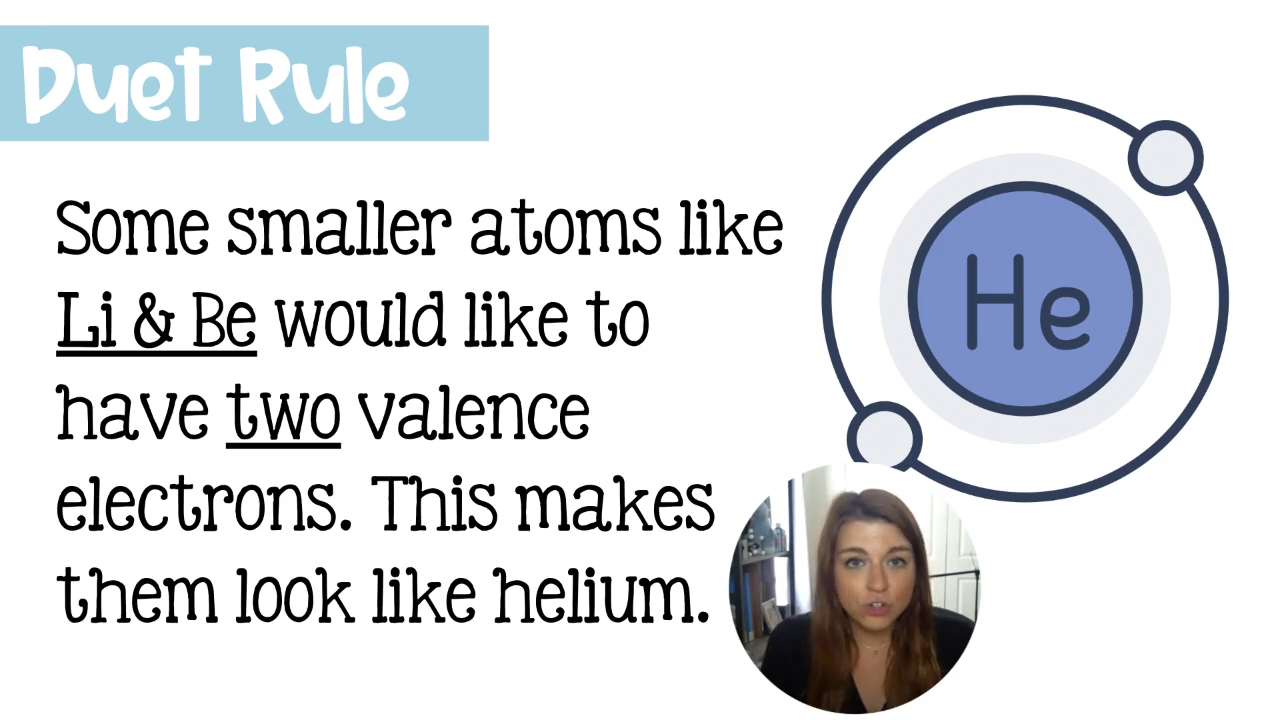 Duet Rule
Some smaller atoms like
Li & Be would like to
have two valence
electrons. This makes
them look like helium.
He